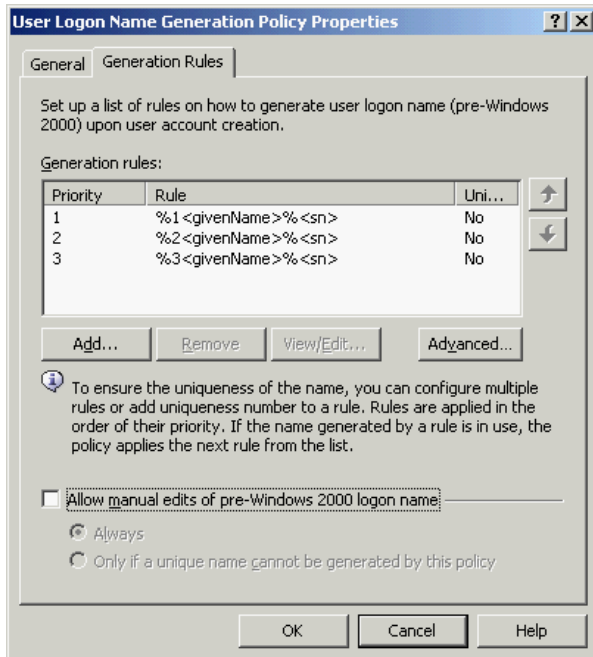 User Logon Name Generation Policy Properties
General Generation Rules
Set up a list of rules on how to generate user logon name (pre-Windows
2000) upon user account creation.
Generation rules:
Priority Rule Uni...
1 %1<givenName>%<sn> No
2 %2<givenName>%<sn> No
3 %3<givenName>%<sn> No
Add... Remove View/Edit... Advanced...
To ensure the uniqueness of the name, you can configure multiple
rules or add uniqueness number to a rule. Rules are applied in the
order of their priority. If the name generated by a rule is in use, the
policy applies the next rule from the list.
Allow manual edits of pre-Windows 2000 logon name
Always
Only if a unique name cannot be generated by this policy
OK Cancel Help